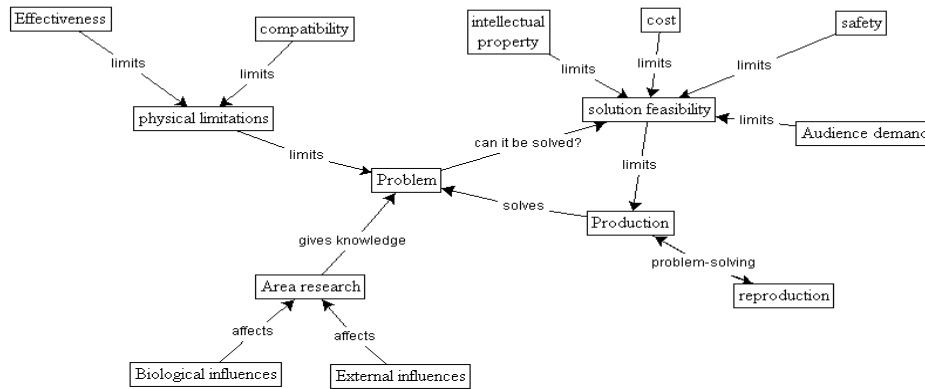 Effectiveness
compatibility
intellectual
property
cost
safety
limits
limits
limits
limits
limits
physical limitations
solution feasibility
limits
Audience demand
can it be solved?
limits
limits
Problem
solves
Production
gives knowledge
problem-solving
Area research
reproduction
affects
affects
Biological influences
External influences